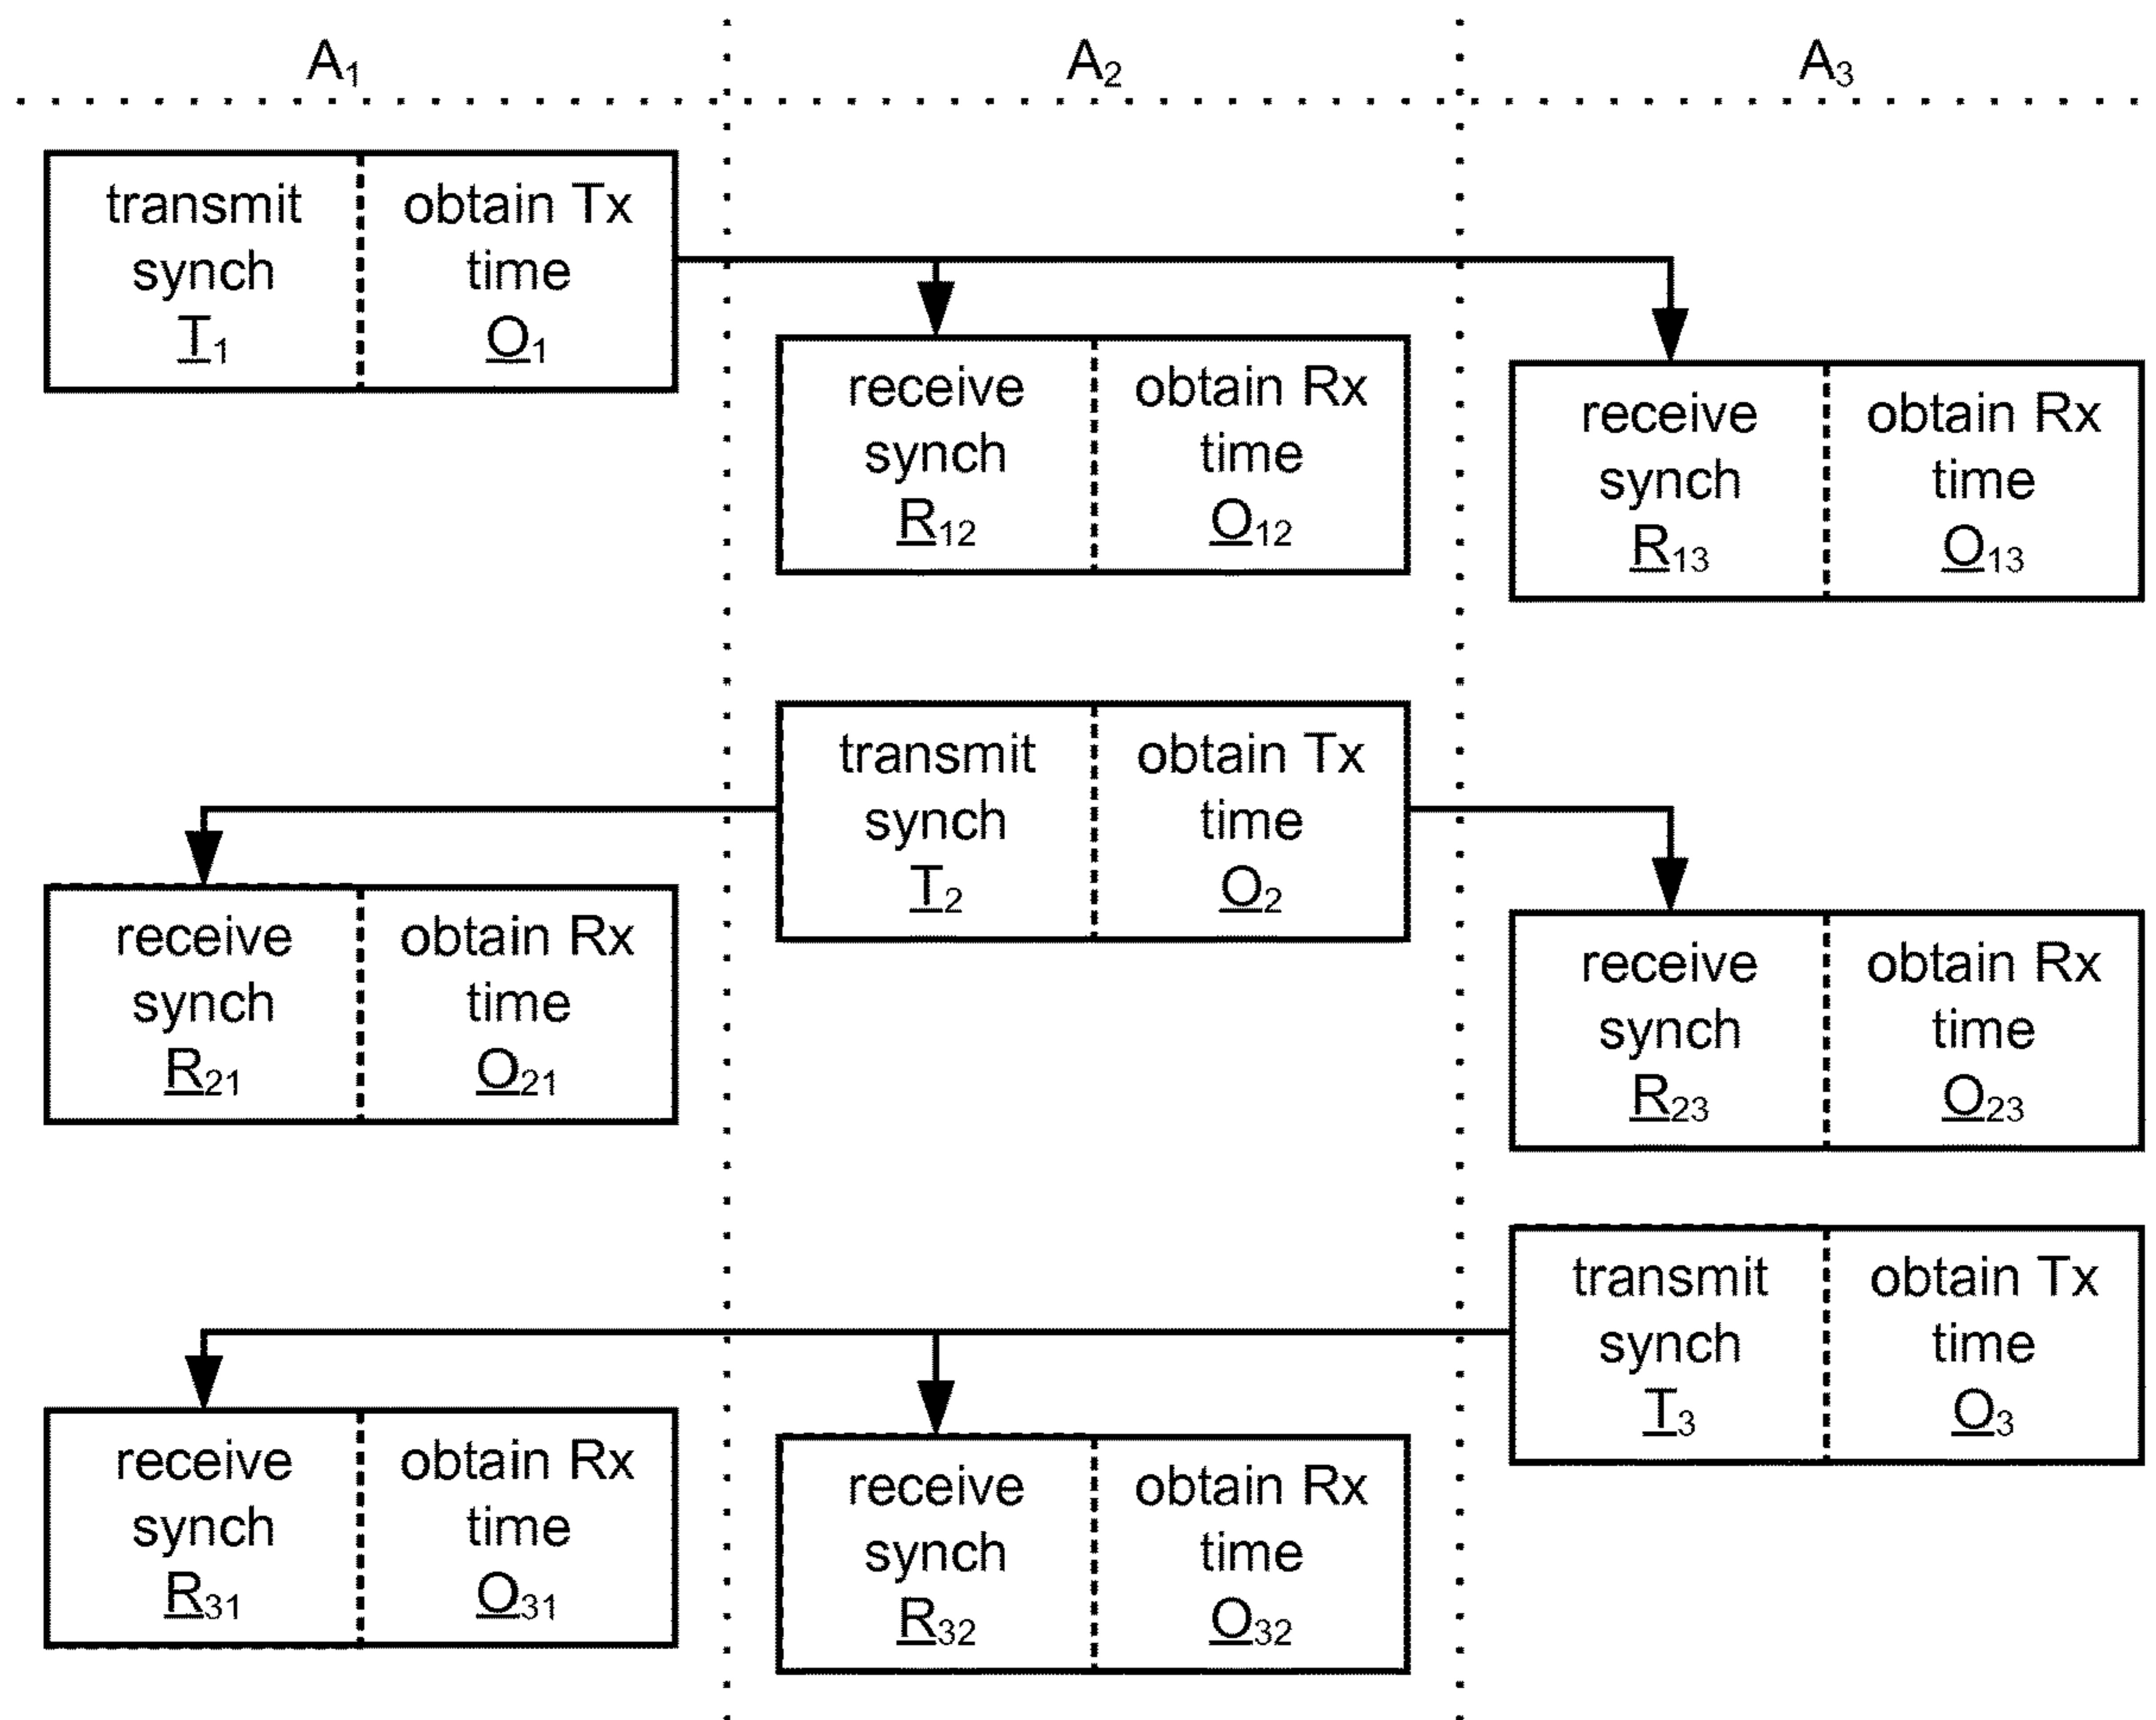 A₁ A₂ A₃
transmit obtain Tx
synch time
T₁ O₁
receive obtain Rx
synch time
R₁₂ O₁₂
receive obtain Rx
synch time
R₁₃ O₁₃
transmit obtain Tx
synch time
T₂ O₂
receive obtain Rx
synch time
R₂₁ O₂₁
receive obtain Rx
synch time
R₂₃ O₂₃
transmit obtain Tx
synch time
T₃ O₃
receive obtain Rx
synch time
R₃₁ O₃₁
receive obtain Rx
synch time
R₃₂ O₃₂